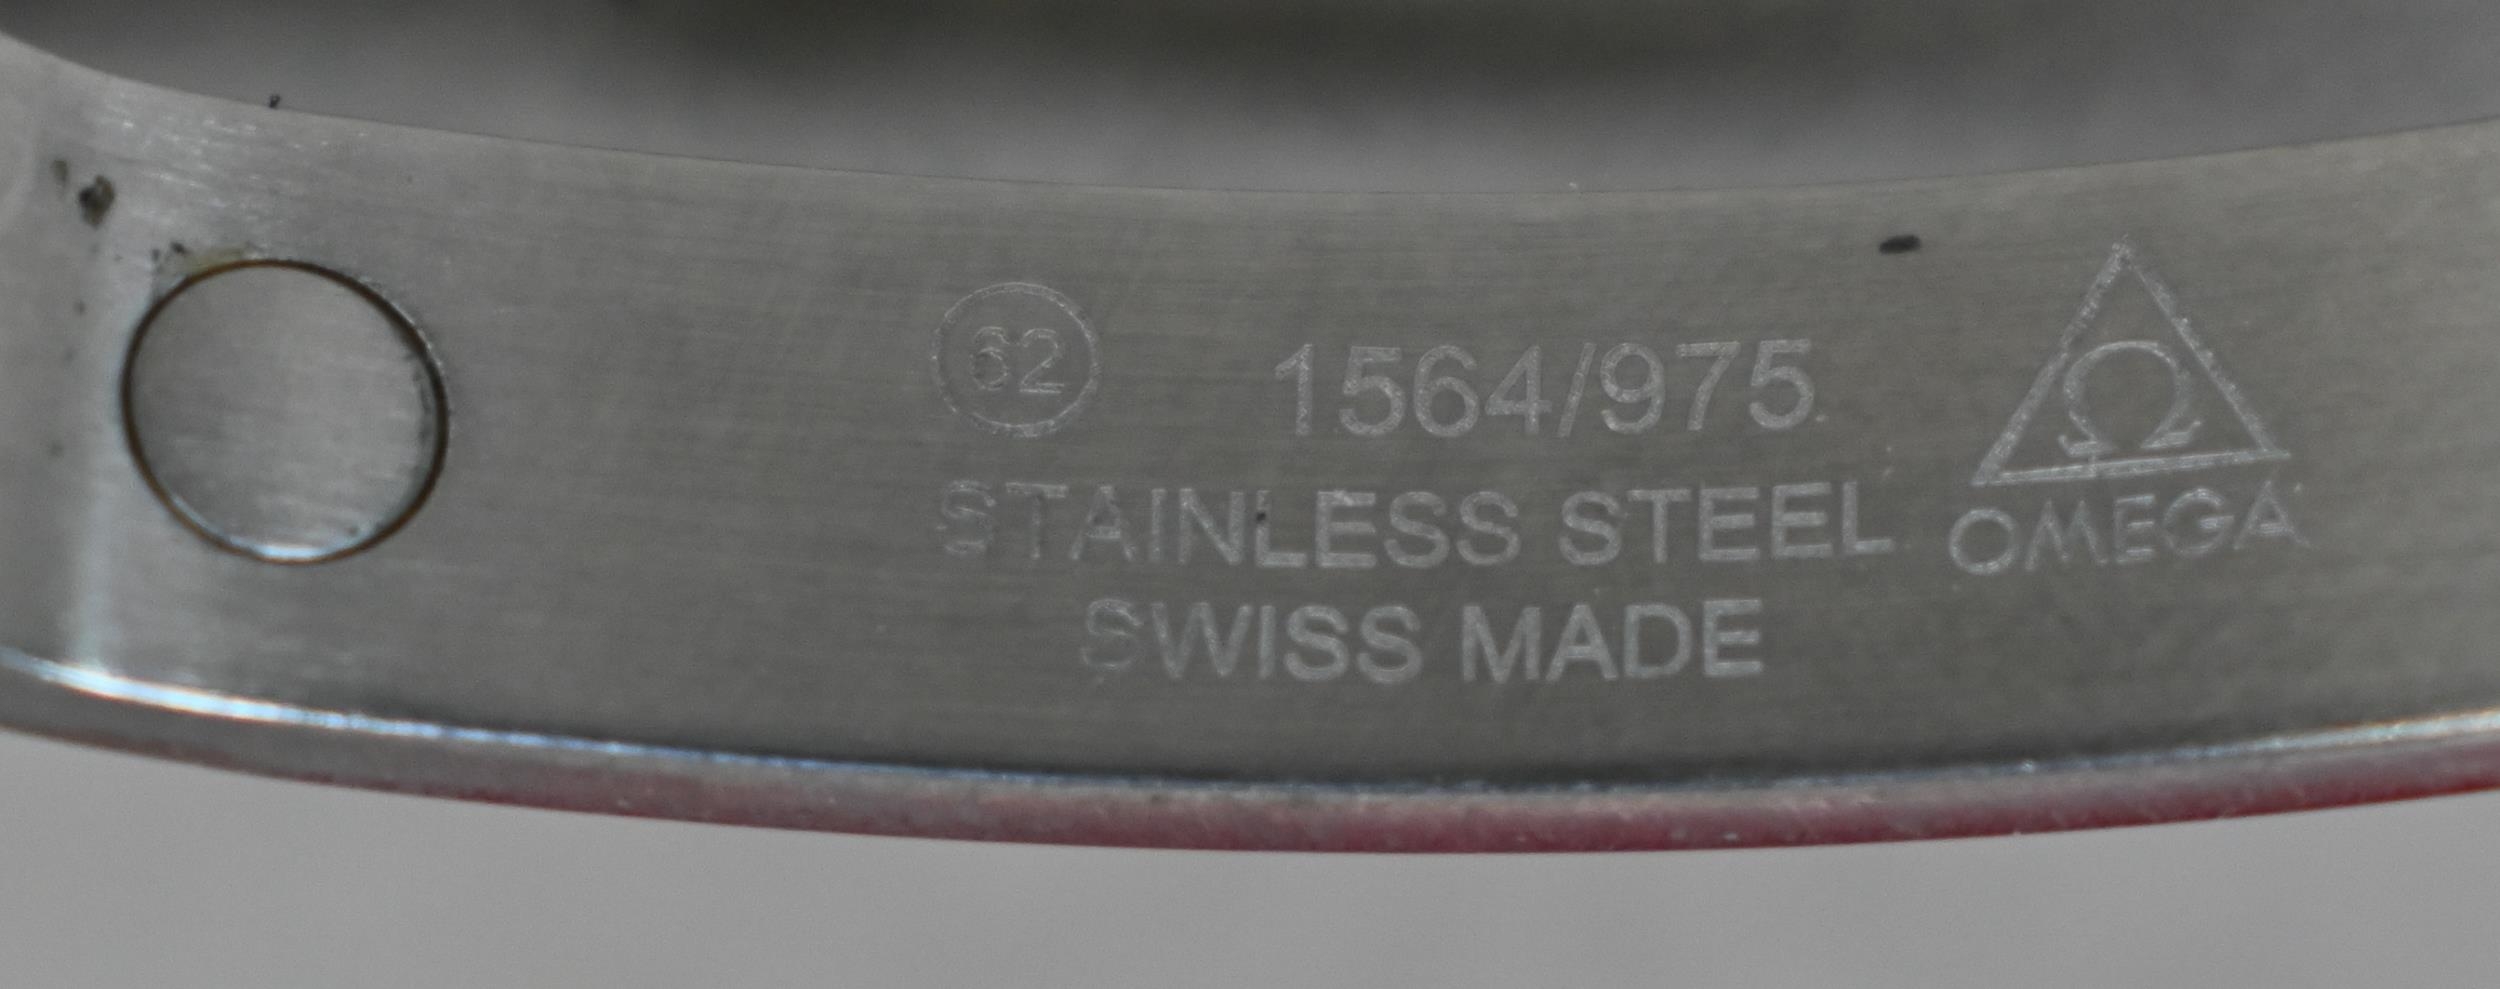 62 1564/975
STAINLESS STEEL
SWISS MADE
Ω
OMEGA